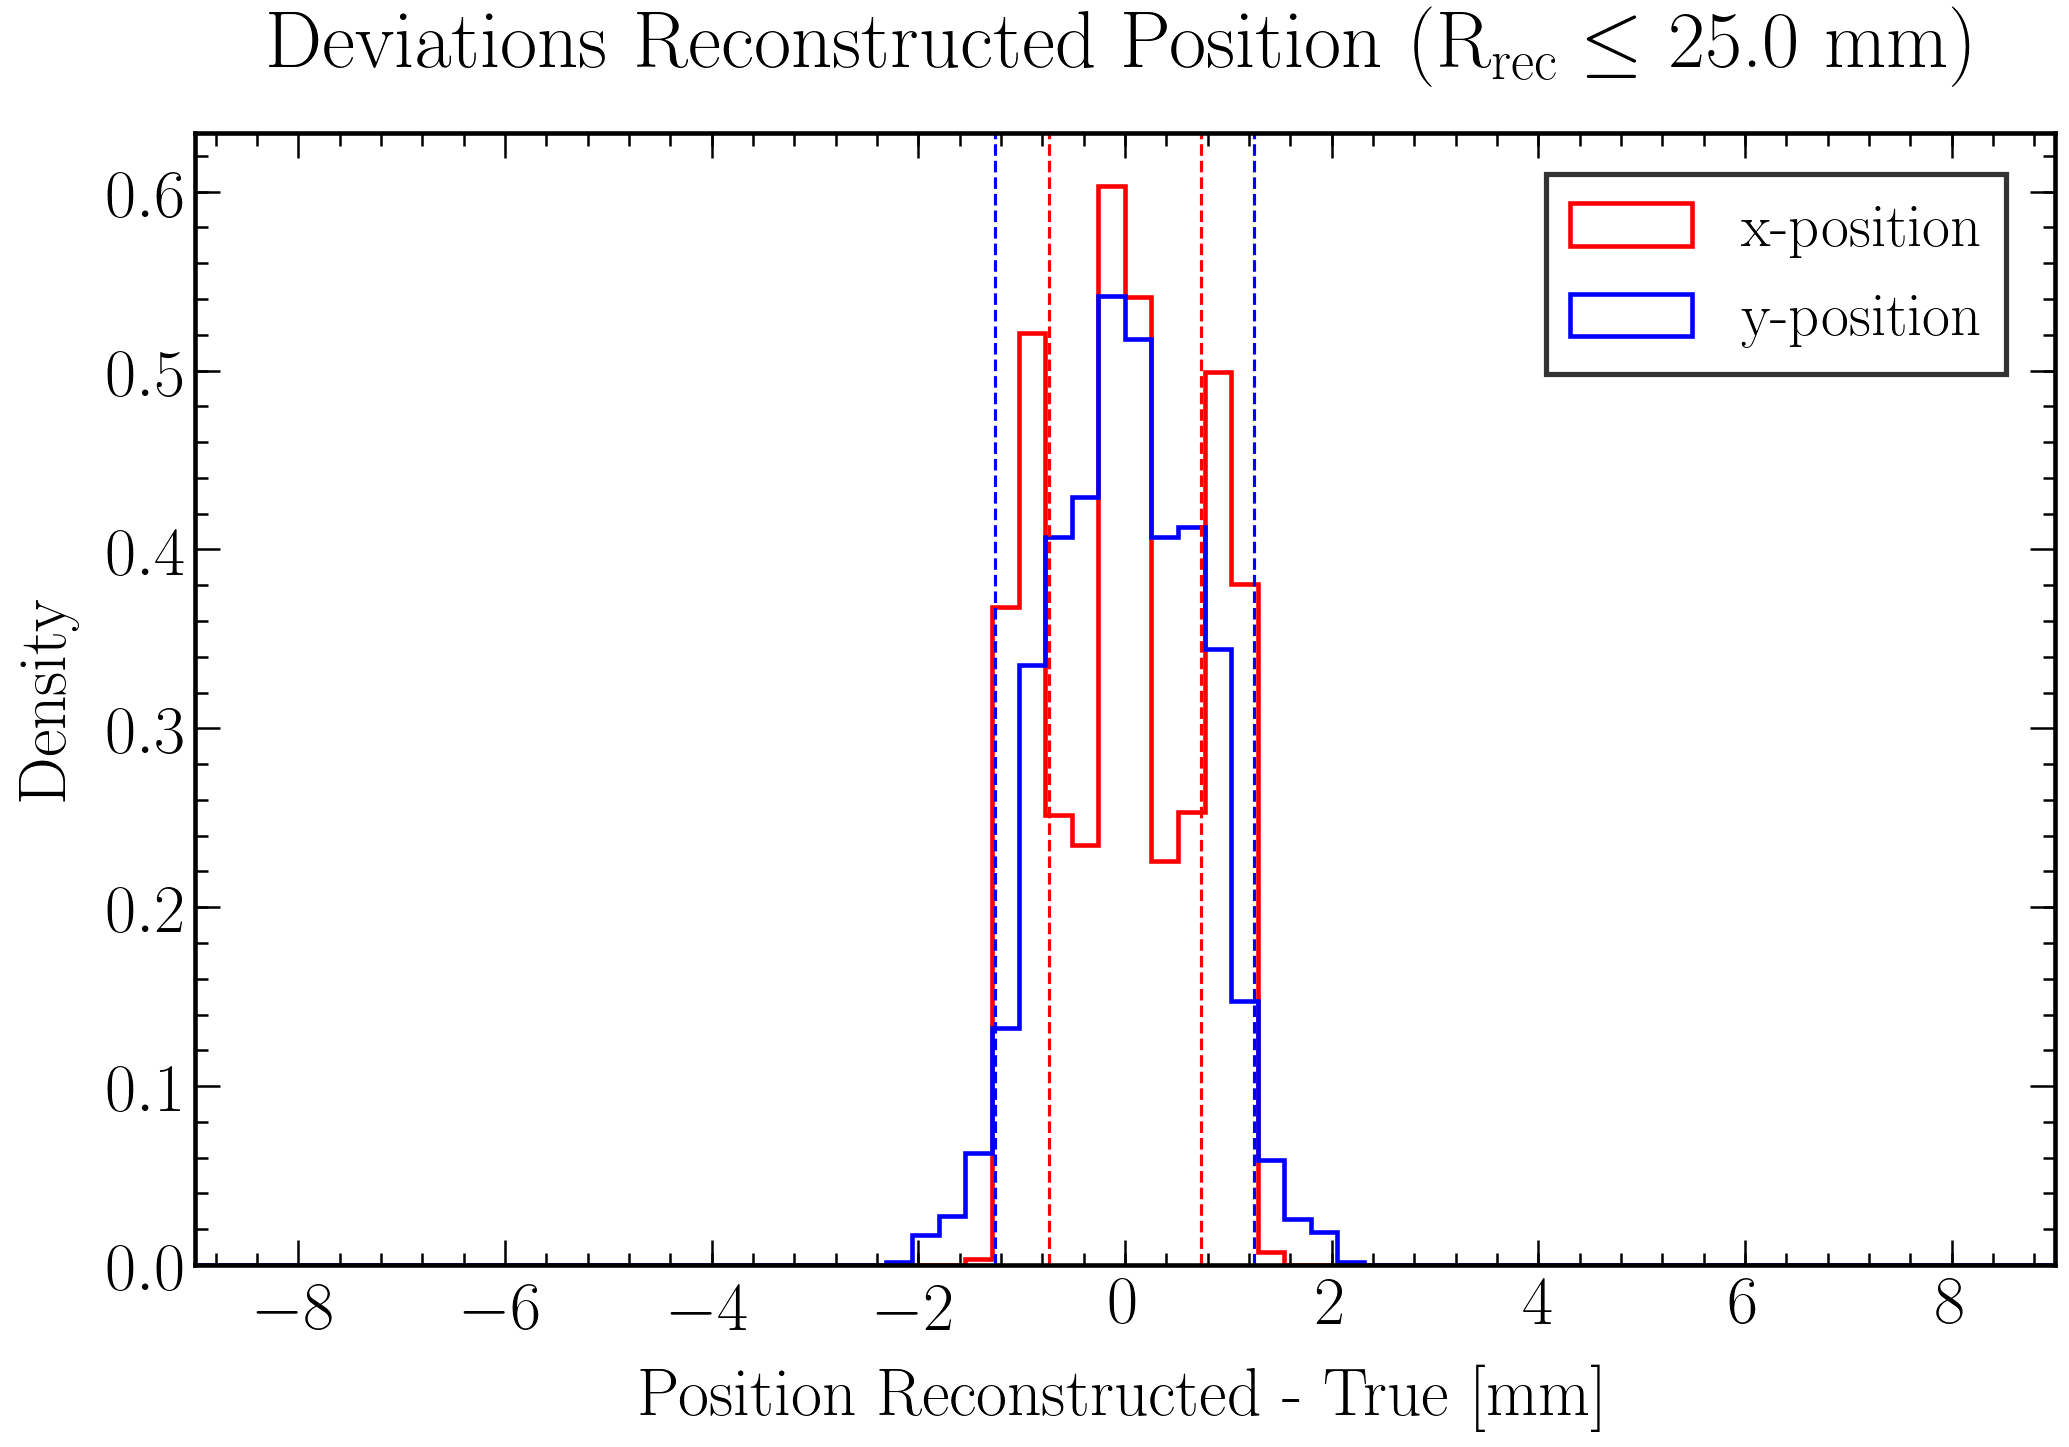 Deviations Reconstructed Position (R_rec ≤ 25.0 mm)
x-position
y-position
0.6
0.5
0.4
0.3
0.2
0.1
0.0
Density
−8 −6 −4 −2 0 2 4 6 8
Position Reconstructed - True [mm]